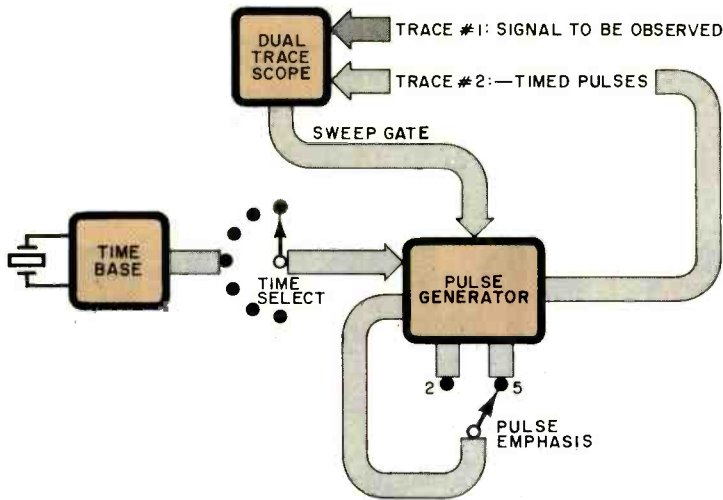 DUAL
TRACE
SCOPE
TRACE #1: SIGNAL TO BE OBSERVED
TRACE #2:—TIMED PULSES
SWEEP GATE
TIME
BASE
TIME
SELECT
PULSE
GENERATOR
2
5
PULSE
EMPHASIS